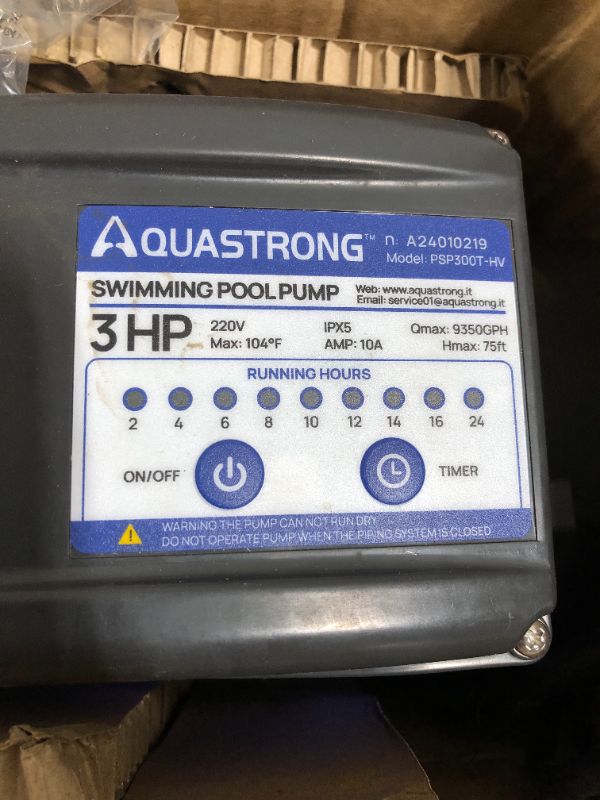 AQUASTRONG™ n: A24010219
Model: PSP300T-HV
SWIMMING POOL PUMP Web: www.aquastrong.it
Email: service01@aquastrong.it
3HP 220V IPX5 Qmax: 9350GPH
Max: 104°F AMP: 10A Hmax: 75ft
RUNNING HOURS
2 4 6 8 10 12 14 16 24
ON/OFF TIMER
WARNING THE PUMP CAN NOT RUN DRY
DO NOT OPERATE PUMP WHEN THE PIPING SYSTEM IS CLOSED